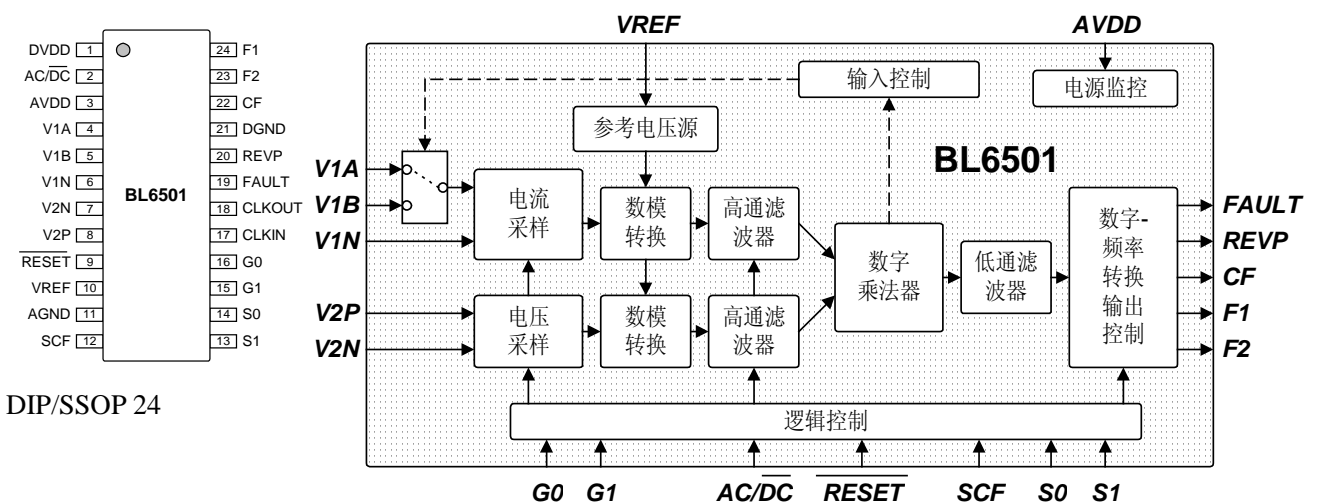 DVDD 1
AC/DC 2
AVDD 3
V1A 4
V1B 5
V1N 6
V2N 7
V2P 8
RESET 9
VREF 10
AGND 11
SCF 12
BL6501
24 F1
23 F2
22 CF
21 DGND
20 REVP
19 FAULT
18 CLKOUT
17 CLKIN
16 G0
15 G1
14 S0
13 S1
DIP/SSOP 24
VREF
AVDD
输入控制
电源监控
参考电压源
BL6501
V1A
V1B
V1N
V2P
V2N
电流
采样
数模
转换
高通滤
波器
电压
采样
数模
转换
高通滤
波器
数字
乘法器
低通滤
波器
数字-
频率
转换
输出
控制
FAULT
REVP
CF
F1
F2
逻辑控制
G0
G1
AC/DC
RESET
SCF
S0
S1